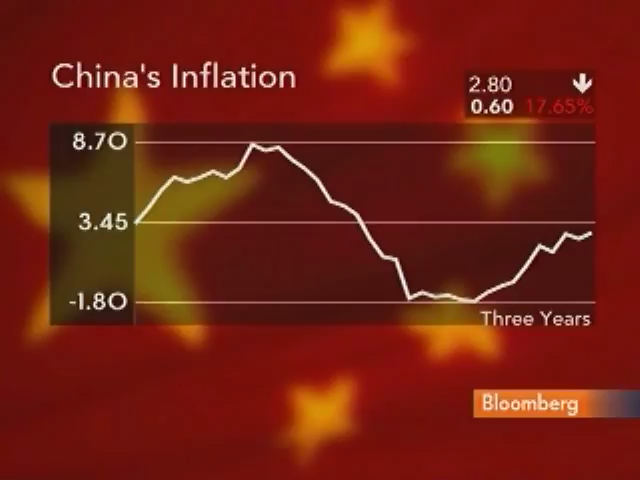 China's Inflation
2.80
0.60 17.65%
8.70
3.45
-1.80
Three Years
Bloomberg